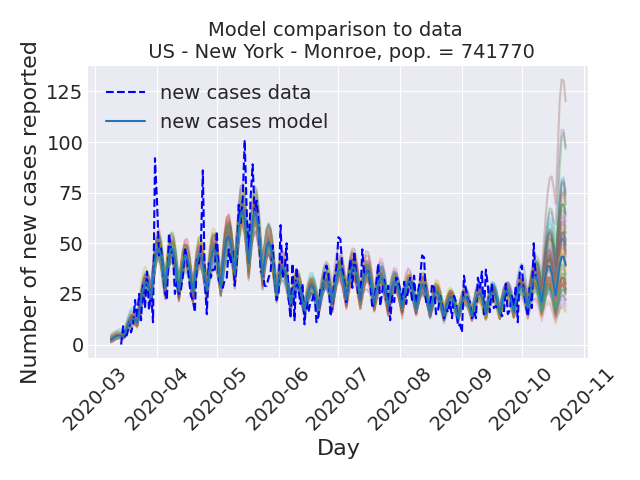 Model comparison to data
US - New York - Monroe, pop. = 741770
Number of new cases reported
125
100
75
50
25
0
new cases data
new cases model
2020-03
2020-04
2020-05
2020-06
2020-07
2020-08
2020-09
2020-10
2020-11
Day